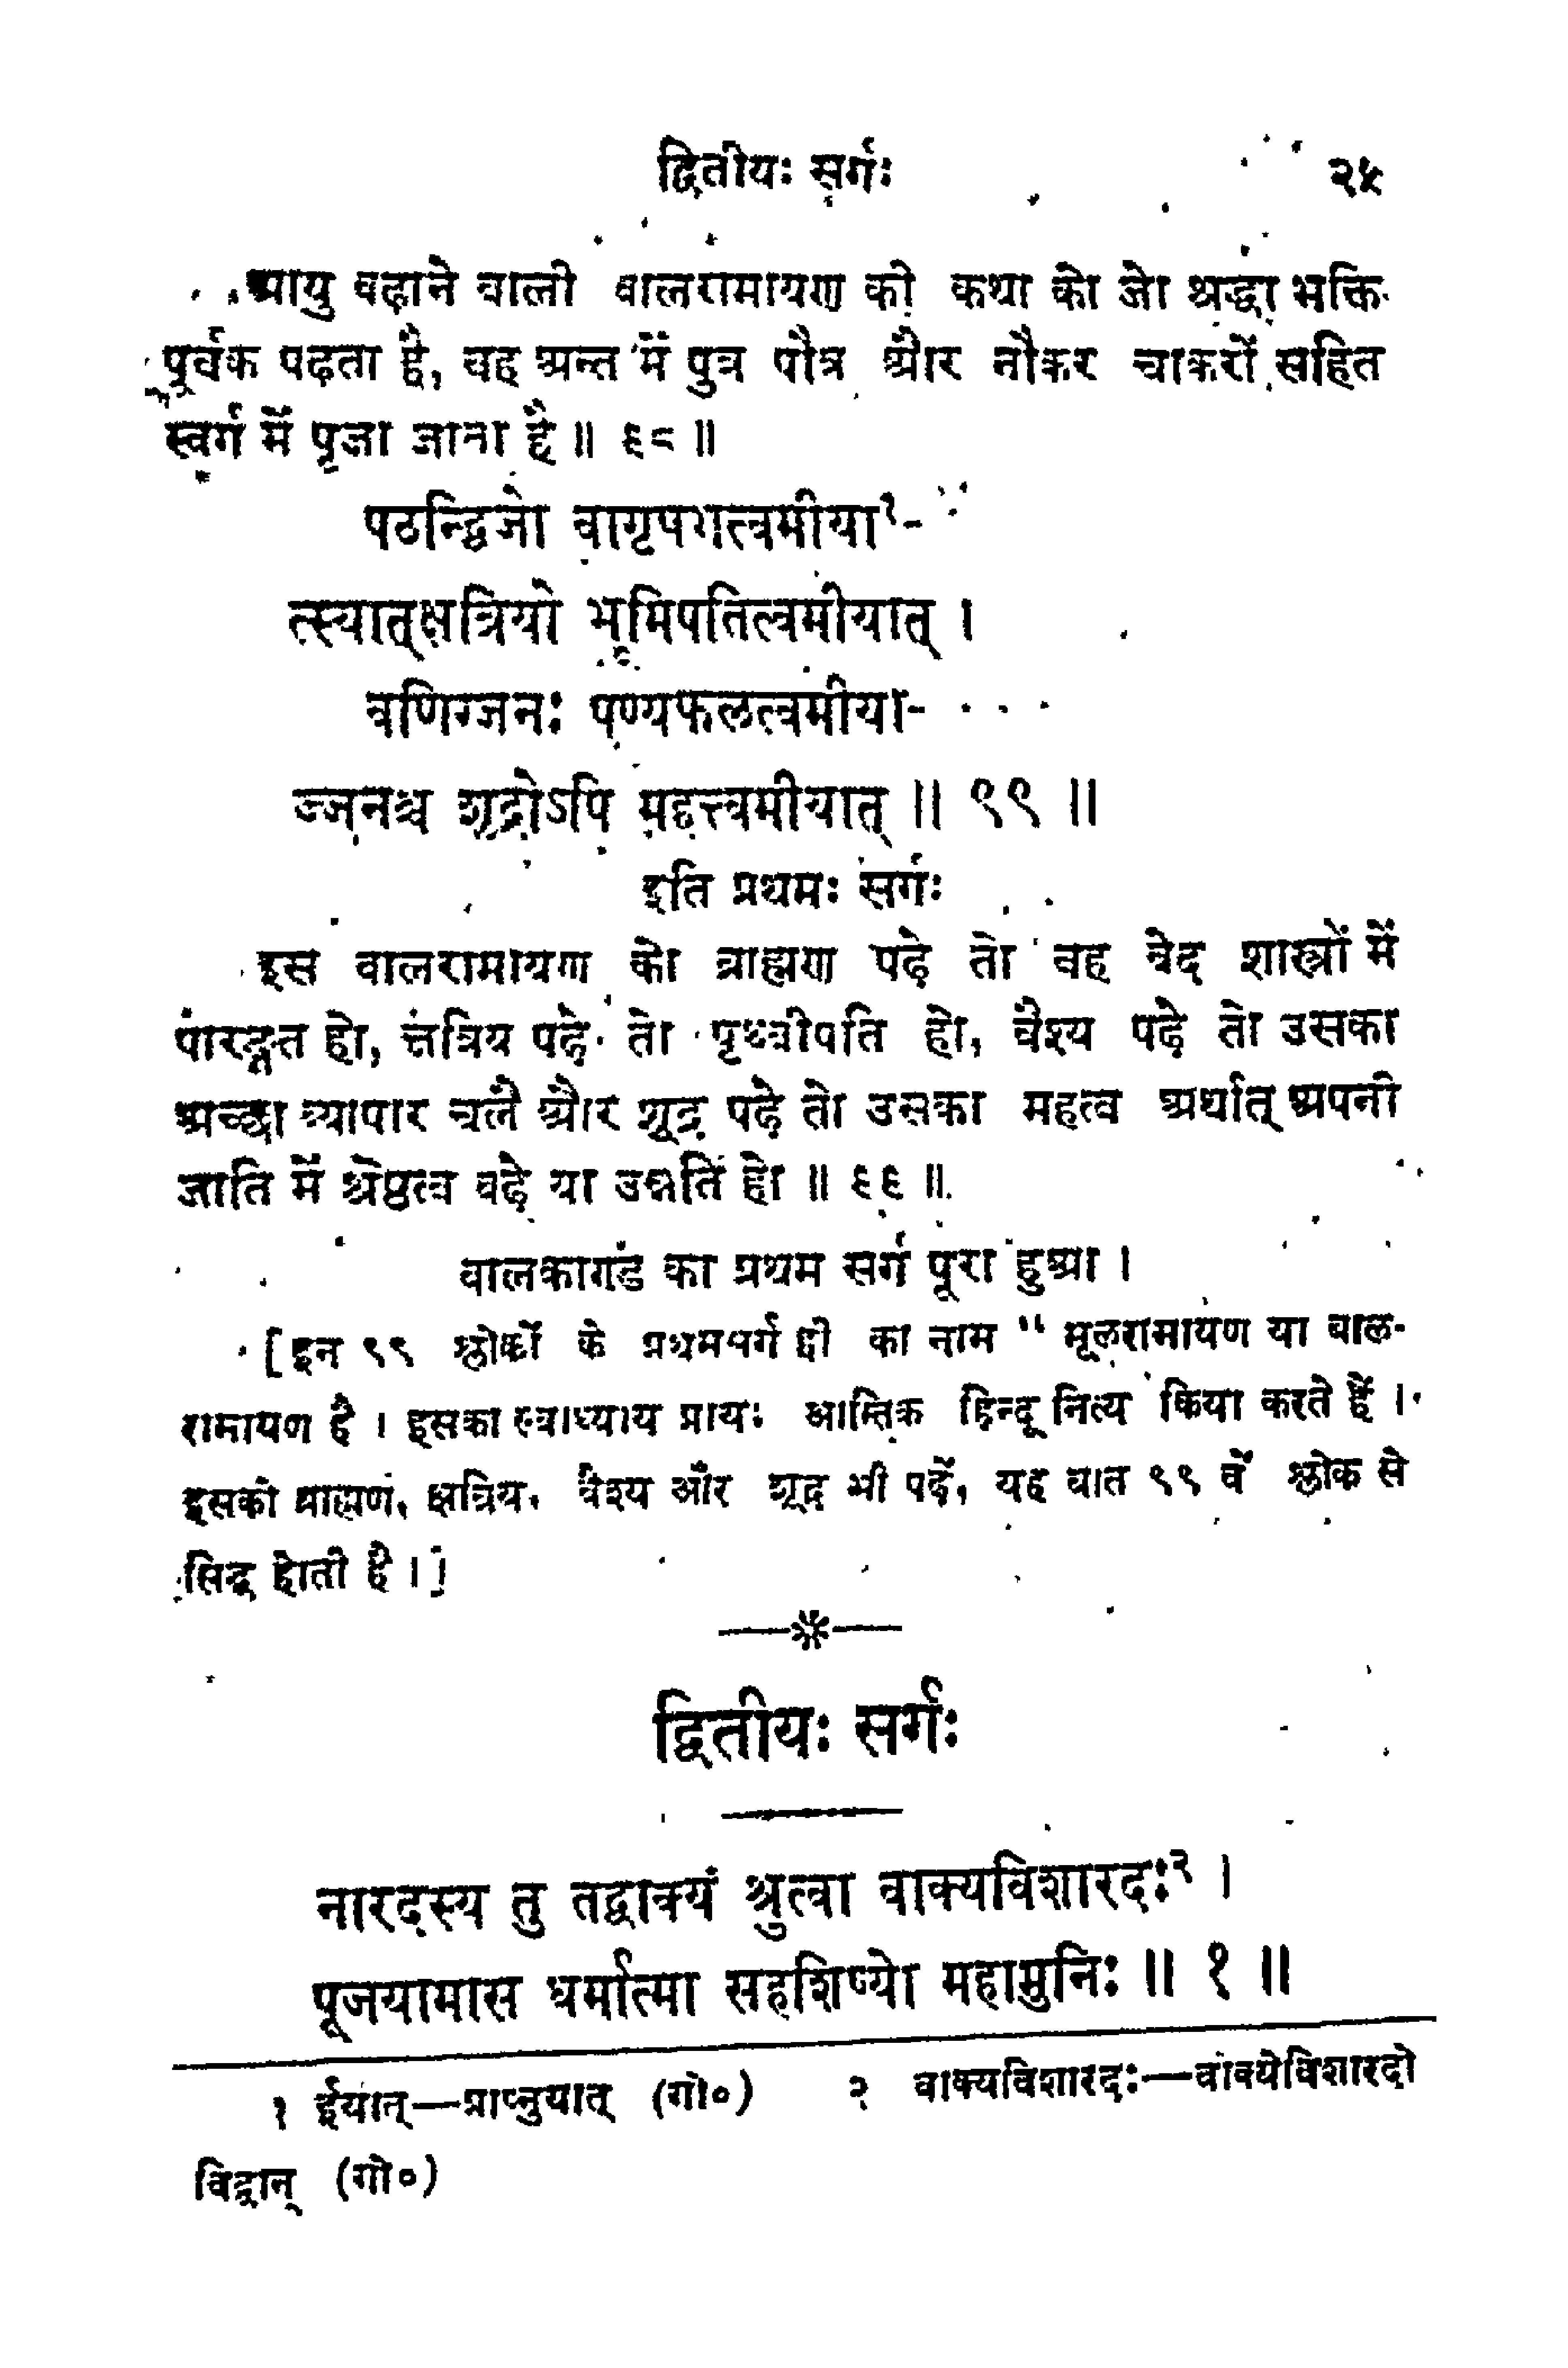 द्वितीयः सर्गः २५
आयु बढ़ाने वाली बालरामायण की कथा को जो श्रद्धा भक्ति
पूर्वक पढ़ता है, वह अन्त में पुत्र पौत्र और नौकर चाकरों सहित
स्वर्ग में पूजा जाता है ॥ ९८ ॥
पठन्द्विजो वागृषभत्वमीया१-
त्स्यात्क्षत्रियो भूमिपतित्वमीयात् ।
वणिग्जनः पण्यफलत्वमीया-
ज्जनश्च शूद्रोऽपि महत्त्वमीयात् ॥ ९९ ॥
इति प्रथमः सर्गः
इस बालरामायण को ब्राह्मण पढ़े तो वह वेद शास्त्रों में
पारङ्गत हो, क्षत्रिय पढ़े तो पृथ्वीपति हो, वैश्य पढ़े तो उसका
अच्छा व्यापार चले और शूद्र पढ़े तो उसका महत्व अर्थात् अपनी
जाति में श्रेष्ठत्व बढ़े या उन्नति हो ॥ ९९ ॥
बालकाण्ड का प्रथम सर्ग पूरा हुआ ।
[इन ९९ श्लोकों के प्रथमसर्ग ही का नाम " मूलरामायण या बाल-
रामायण है । इसका स्वाध्याय प्रायः आस्तिक हिन्दू नित्य किया करते हैं ।
इसको ब्राह्मण, क्षत्रिय, वैश्य और शूद्र भी पढ़ें, यह बात ९९ वें श्लोक से
सिद्ध होती है ।]
—*—
द्वितीयः सर्गः
नारदस्य तु तद्वाक्यं श्रुत्वा वाक्यविशारदः२ ।
पूजयामास धर्मात्मा सहशिष्यो महामुनिः ॥ १ ॥
१ ईयात्—प्राप्नुयात् (गो०) २ वाक्यविशारदः—वाक्येविशारदो
विद्वान् (गो०)